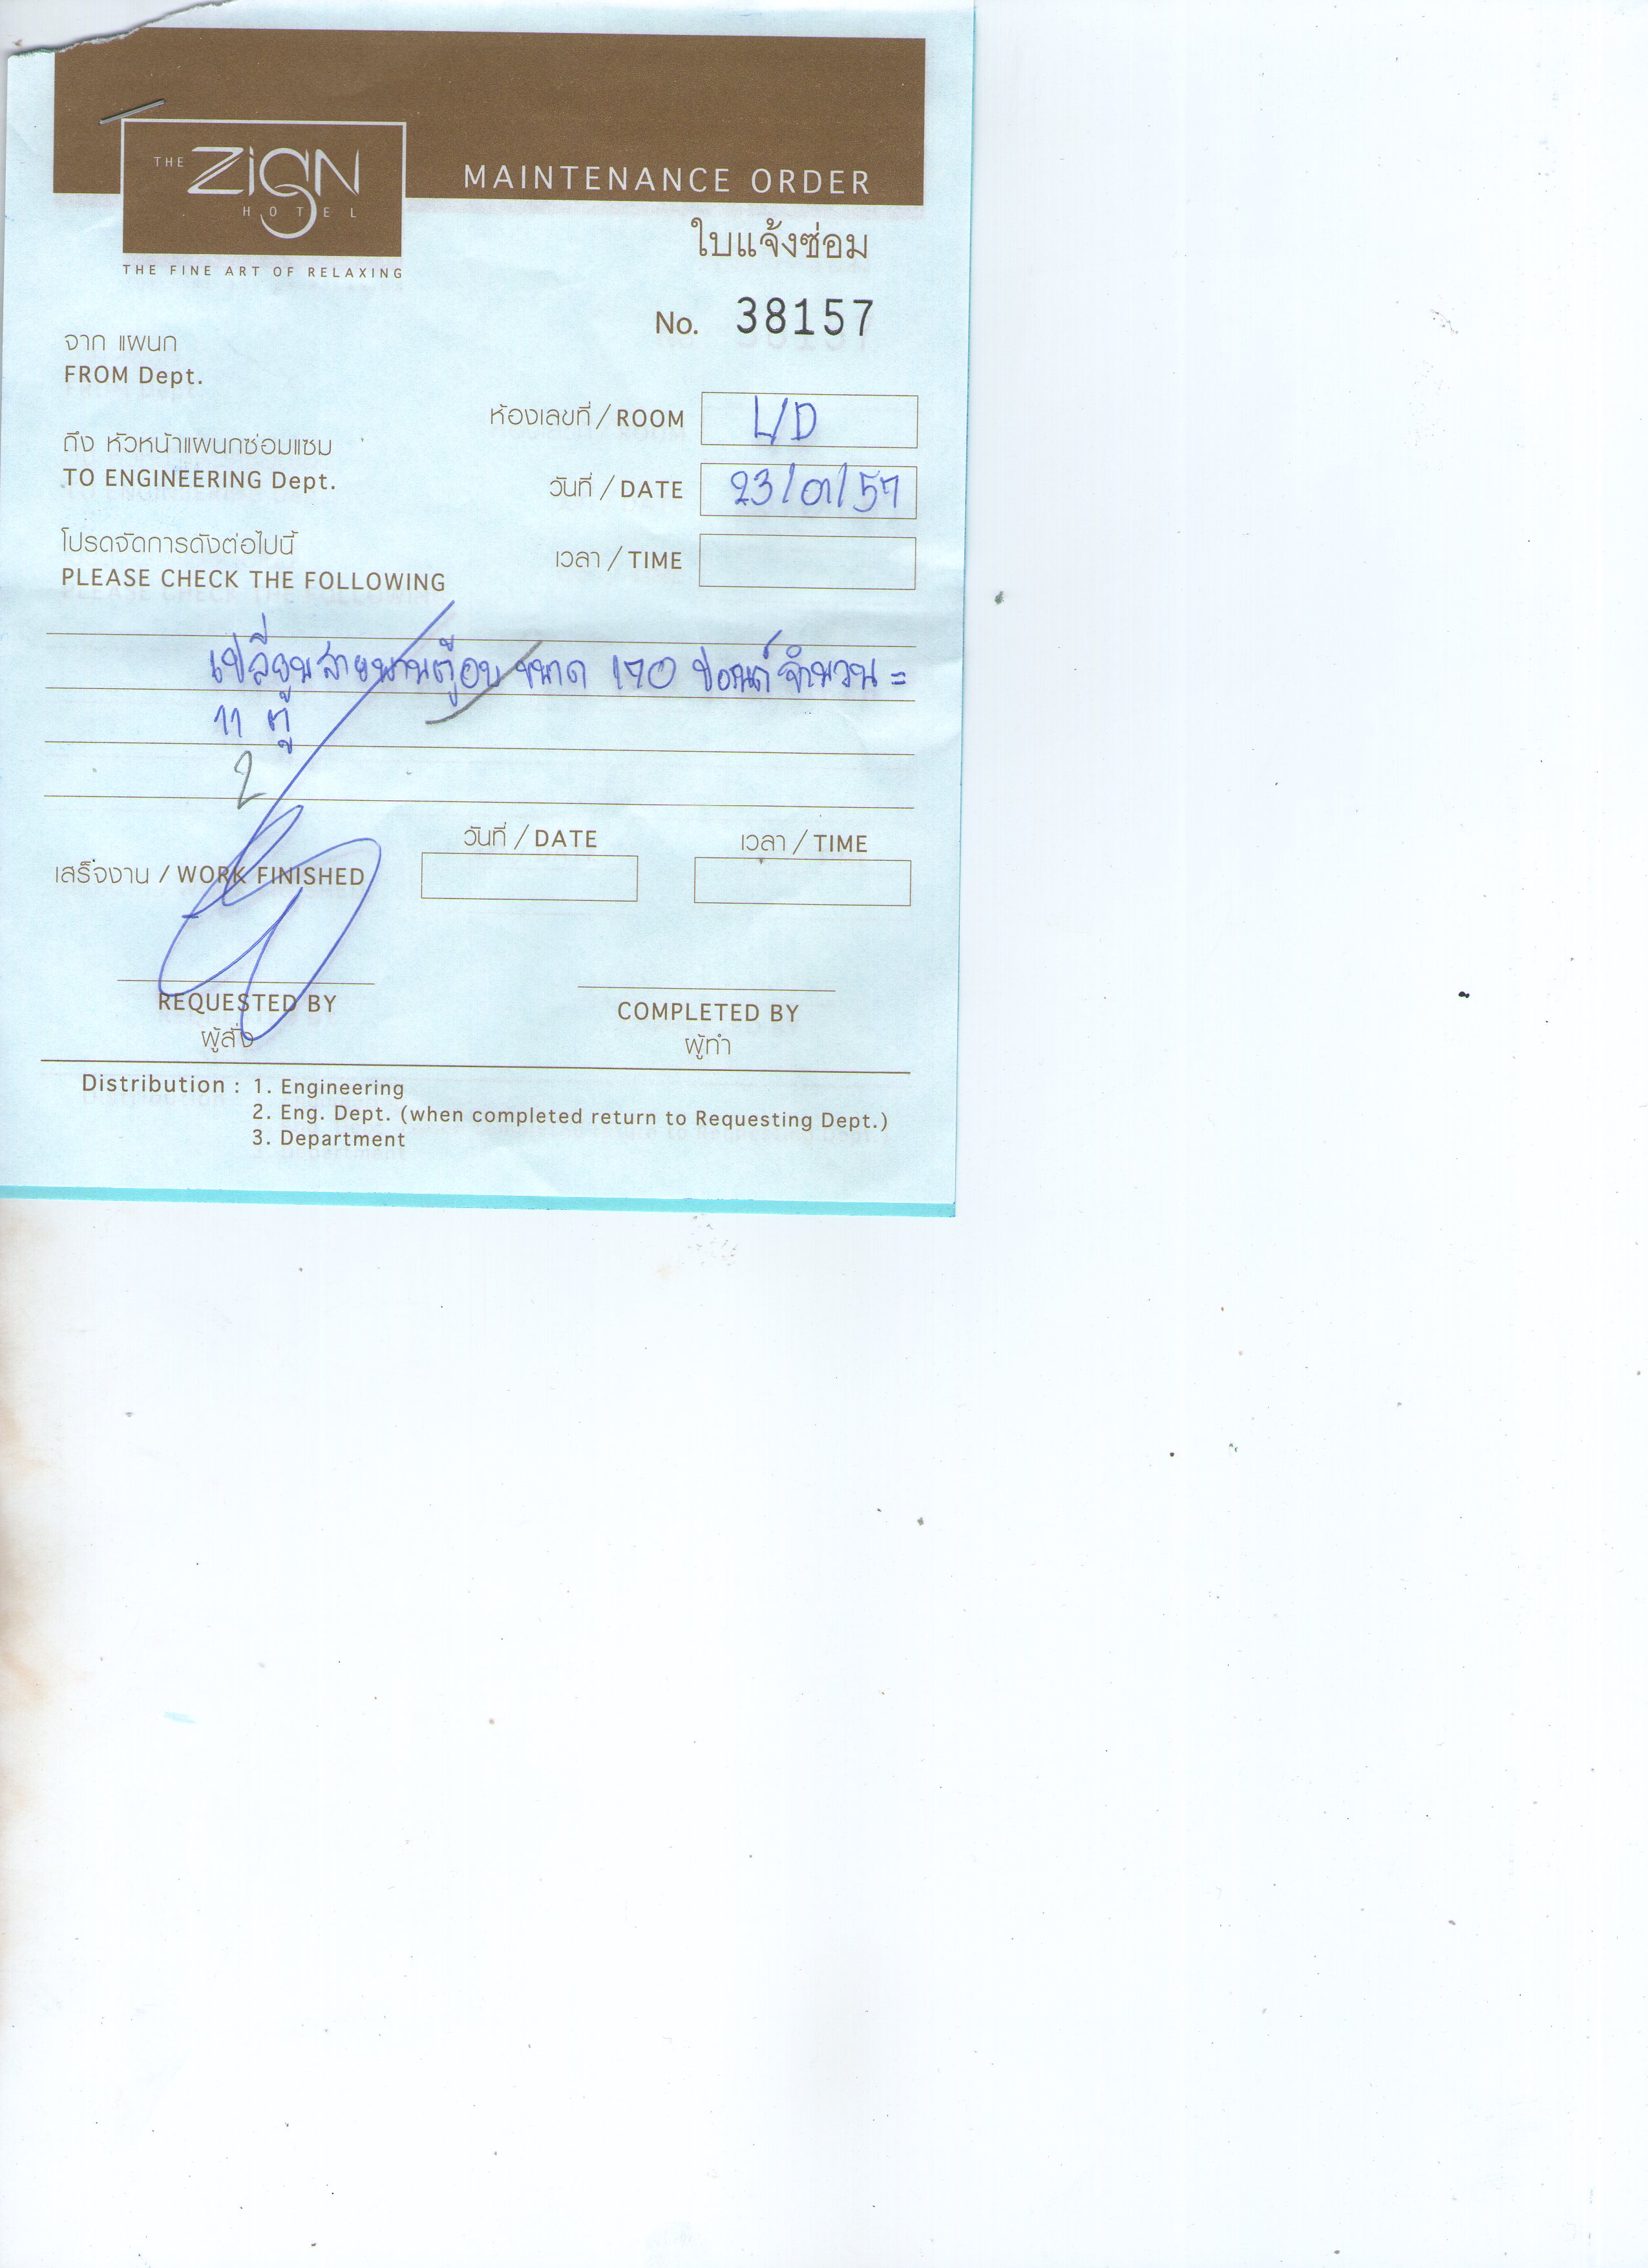 THE ZIGN HOTEL
MAINTENANCE ORDER
THE FINE ART OF RELAXING
ใบแจ้งซ่อม
No. 38157
จาก แผนก
FROM Dept.
ห้องเลขที่ / ROOM L/D
ถึง หัวหน้าแผนกซ่อมแซม
TO ENGINEERING Dept.
วันที่ / DATE 23/01/57
โปรดจัดการดังต่อไปนี้
PLEASE CHECK THE FOLLOWING
เวลา / TIME
เปลี่ยนสายพานตู้อบ ขนาด 170 ปอนด์ จำนวน =
11 ตู้
2
วันที่ / DATE
เวลา / TIME
เสร็จงาน / WORK FINISHED
REQUESTED BY
ผู้สั่ง
COMPLETED BY
ผู้ทำ
Distribution : 1. Engineering
2. Eng. Dept. (when completed return to Requesting Dept.)
3. Department